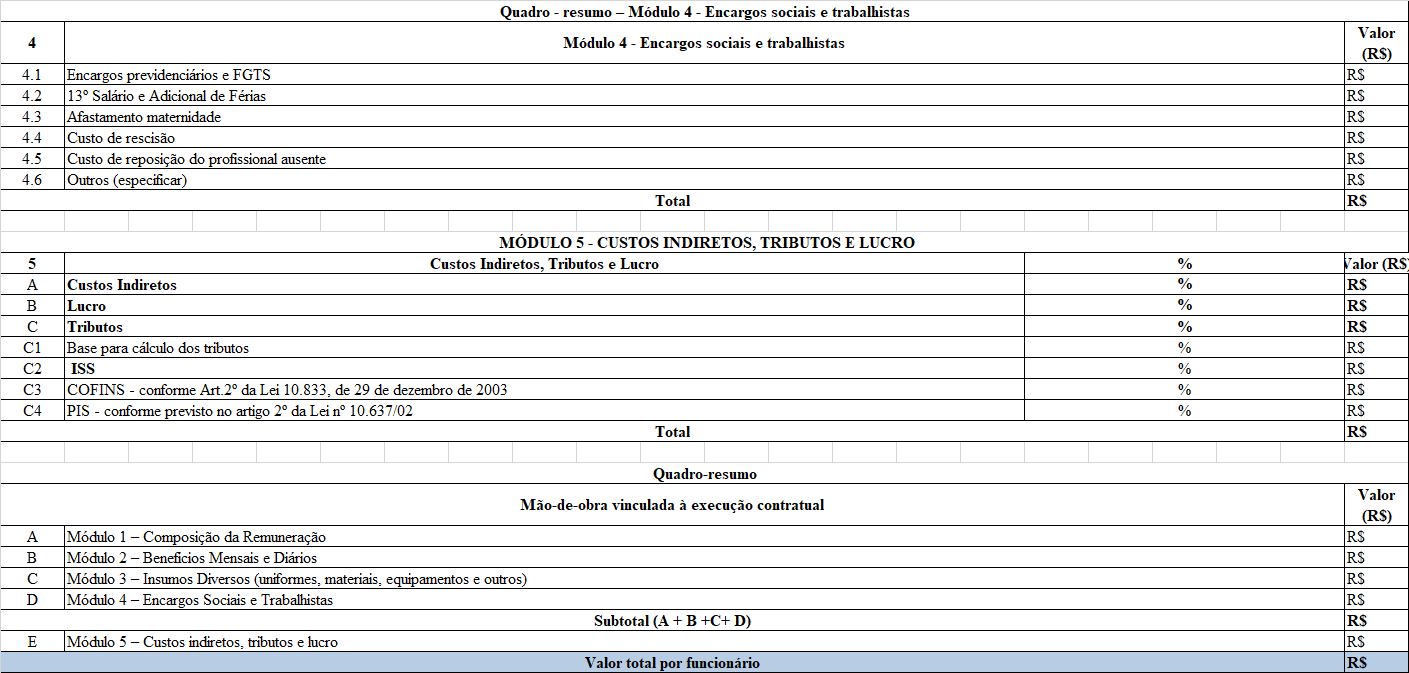 Quadro - resumo – Módulo 4 - Encargos sociais e trabalhistas
4 Módulo 4 - Encargos sociais e trabalhistas Valor (R$)
4.1 Encargos previdenciários e FGTS R$
4.2 13º Salário e Adicional de Férias R$
4.3 Afastamento maternidade R$
4.4 Custo de rescisão R$
4.5 Custo de reposição do profissional ausente R$
4.6 Outros (especificar) R$
Total R$
MÓDULO 5 - CUSTOS INDIRETOS, TRIBUTOS E LUCRO
5 Custos Indiretos, Tributos e Lucro % Valor (R$)
A Custos Indiretos % R$
B Lucro % R$
C Tributos % R$
C1 Base para cálculo dos tributos % R$
C2 ISS % R$
C3 COFINS - conforme Art.2º da Lei 10.833, de 29 de dezembro de 2003 % R$
C4 PIS - conforme previsto no artigo 2º da Lei nº 10.637/02 % R$
Total R$
Quadro-resumo
Mão-de-obra vinculada à execução contratual Valor (R$)
A Módulo 1 – Composição da Remuneração R$
B Módulo 2 – Benefícios Mensais e Diários R$
C Módulo 3 – Insumos Diversos (uniformes, materiais, equipamentos e outros) R$
D Módulo 4 – Encargos Sociais e Trabalhistas R$
Subtotal (A + B +C+ D) R$
E Módulo 5 – Custos indiretos, tributos e lucro R$
Valor total por funcionário R$